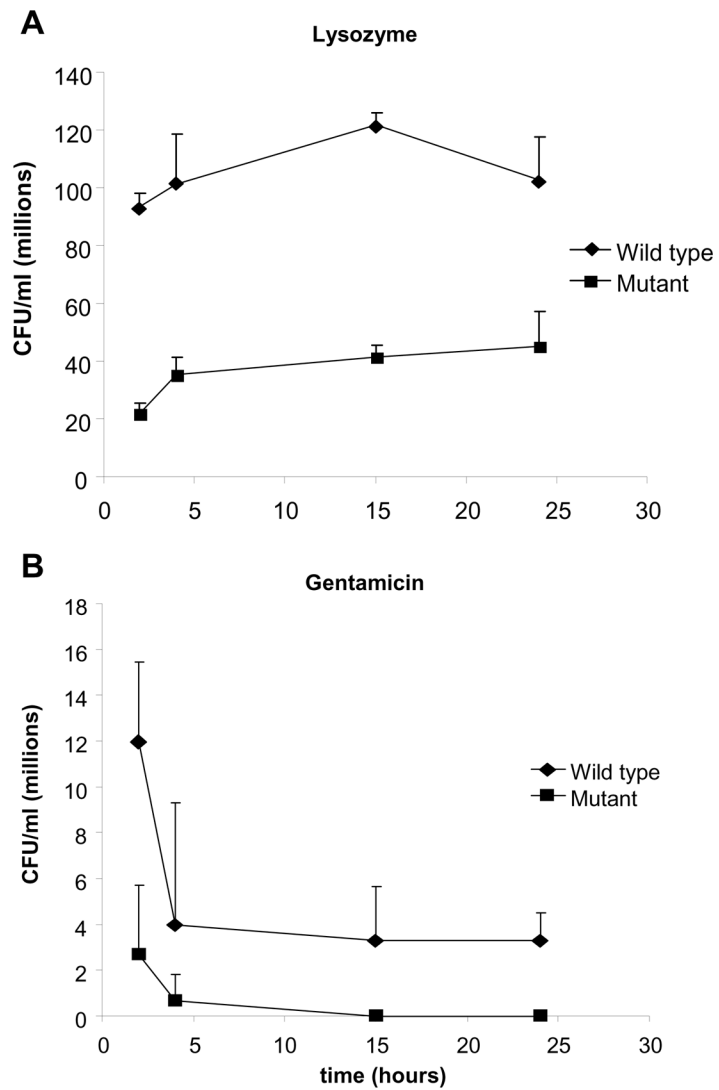 A
Lysozyme
140
120
100
80
60
40
20
0
CFU/ml (millions)
0 5 10 15 20 25 30
Wild type
Mutant
B
Gentamicin
18
16
14
12
10
8
6
4
2
0
CFU/ml (millions)
0 5 10 15 20 25 30
time (hours)
Wild type
Mutant